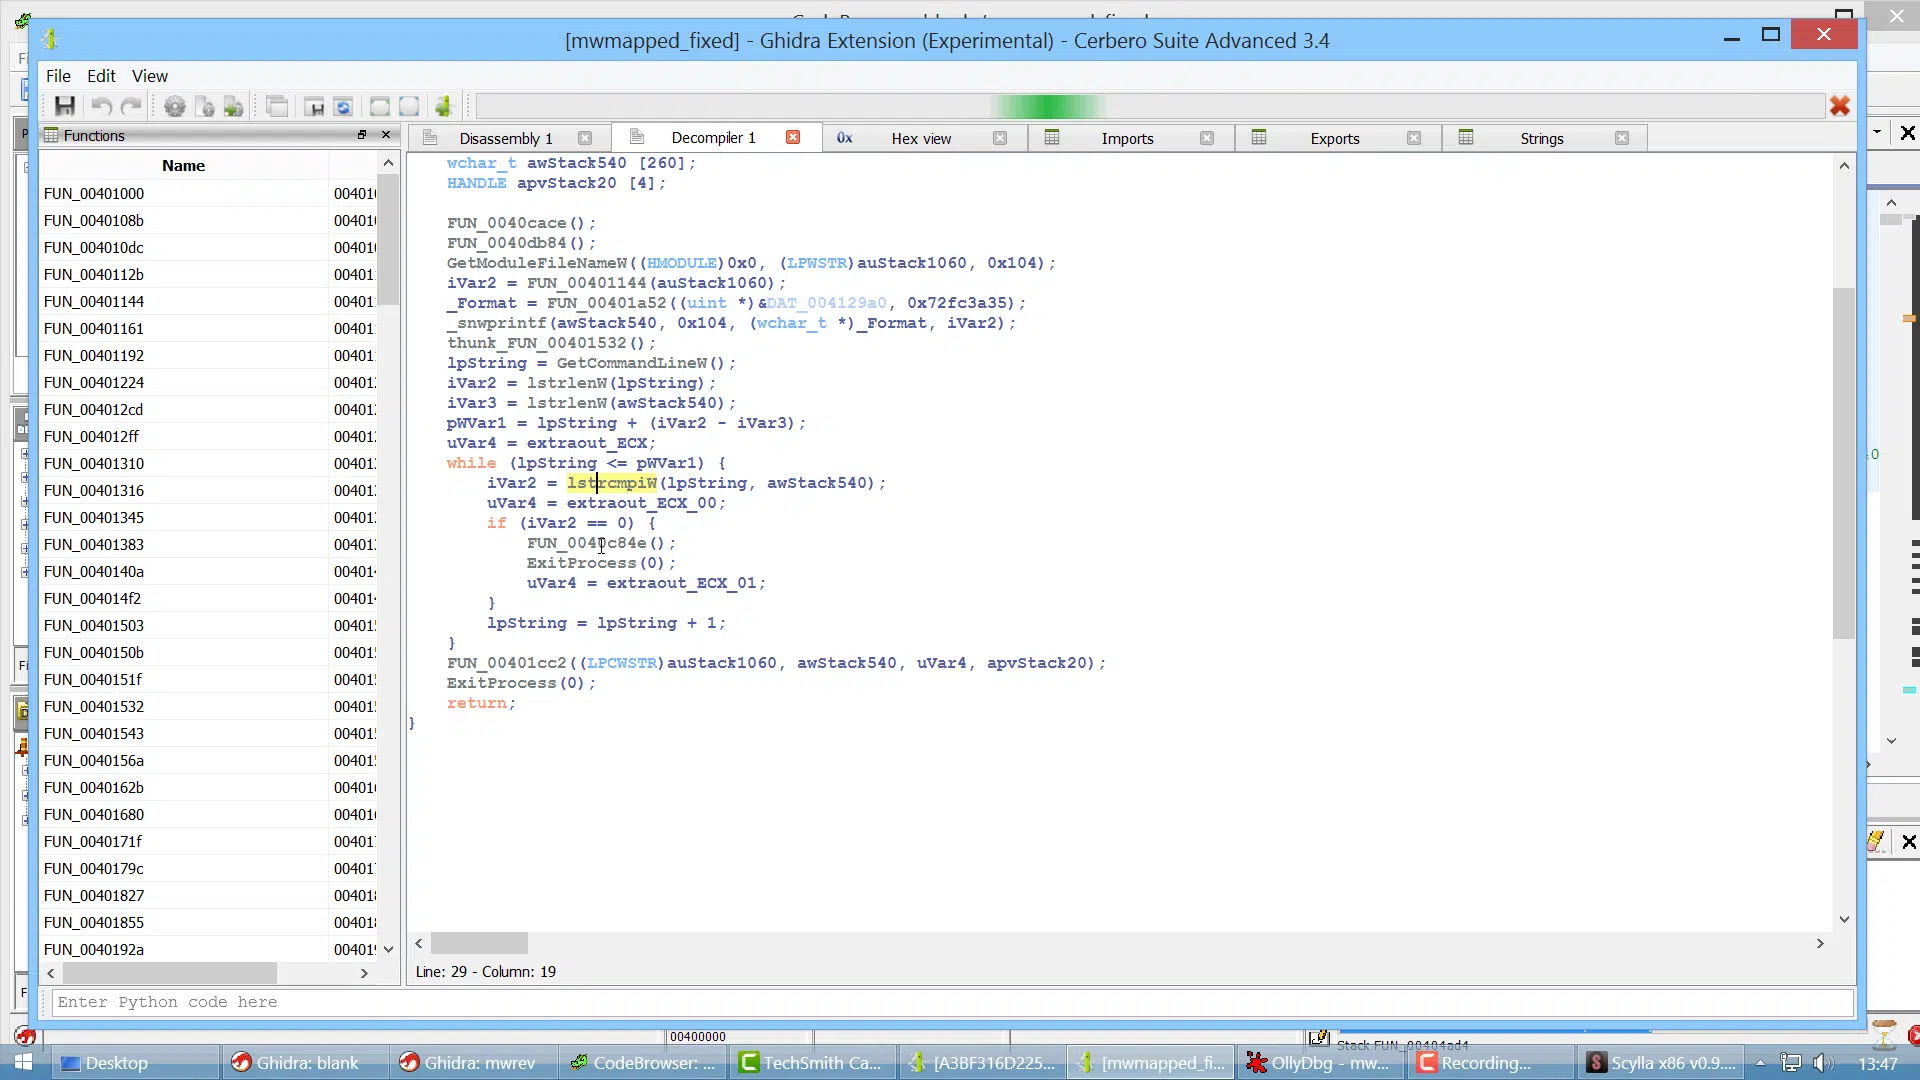 [mwmapped_fixed] - Ghidra Extension (Experimental) - Cerbero Suite Advanced 3.4
File Edit View
Functions
Disassembly 1
Decompiler 1
0x Hex view
Imports
Exports
Strings
Name
FUN_00401000 00401
FUN_0040108b 00401
FUN_004010dc 00401
FUN_0040112b 00401
FUN_00401144 00401
FUN_00401161 00401
FUN_00401192 00401
FUN_00401224 00401
FUN_004012cd 00401
FUN_004012ff 00401
FUN_00401310 00401
FUN_00401316 00401
FUN_00401345 00401
FUN_00401383 00401
FUN_0040140a 00401
FUN_004014f2 00401
FUN_00401503 00401
FUN_0040150b 00401
FUN_0040151f 00401
FUN_00401532 00401
FUN_00401543 00401
FUN_0040156a 00401
FUN_0040162b 00401
FUN_00401680 00401
FUN_0040171f 00401
FUN_0040179c 00401
FUN_00401827 00401
FUN_00401855 00401
FUN_0040192a 00401
wchar_t awStack540 [260];
HANDLE apvStack20 [4];
FUN_0040cace();
FUN_0040db84();
GetModuleFileNameW((HMODULE)0x0, (LPWSTR)auStack1060, 0x104);
iVar2 = FUN_00401144(auStack1060);
_Format = FUN_00401a52((uint *)&DAT_004129a0, 0x72fc3a35);
_snwprintf(awStack540, 0x104, (wchar_t *)_Format, iVar2);
thunk_FUN_00401532();
lpString = GetCommandLineW();
iVar2 = lstrlenW(lpString);
iVar3 = lstrlenW(awStack540);
pWVar1 = lpString + (iVar2 - iVar3);
uVar4 = extraout_ECX;
while (lpString <= pWVar1) {
iVar2 = lstrcmpiW(lpString, awStack540);
uVar4 = extraout_ECX_00;
if (iVar2 == 0) {
FUN_0040c84e();
ExitProcess(0);
uVar4 = extraout_ECX_01;
}
lpString = lpString + 1;
}
FUN_00401cc2((LPCWSTR)auStack1060, awStack540, uVar4, apvStack20);
ExitProcess(0);
return;
}
Line: 29 - Column: 19
Enter Python code here
00400000
Desktop
Ghidra: blank
Ghidra: mwrev
CodeBrowser: ...
TechSmith Ca...
[A3BF316D225...
[mwmapped_fi...
OllyDbg - mw...
Recording...
Scylla x86 v0.9....
13:47